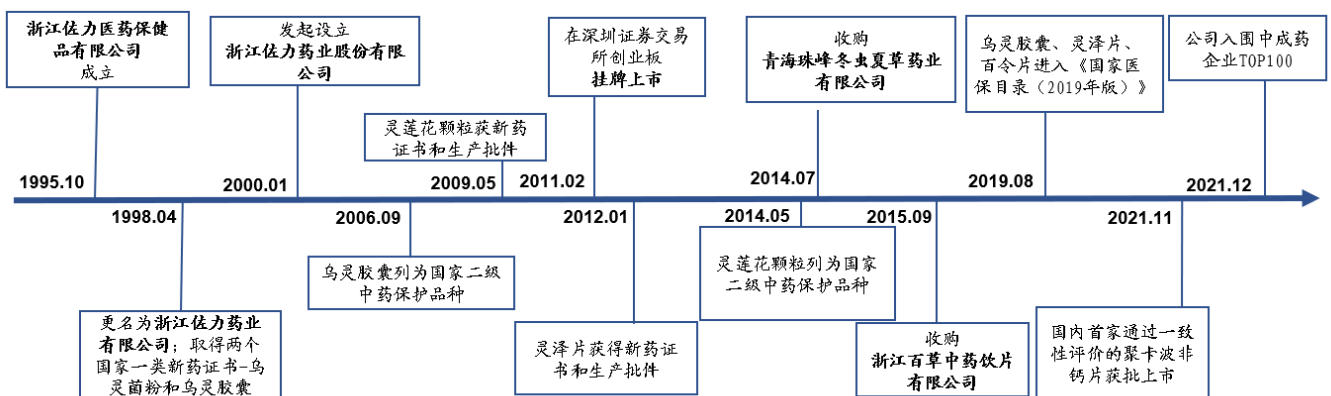 浙江佐力医药保健
品有限公司
成立
发起设立
浙江佐力药业股份有限
公司
灵莲花颗粒获新药
证书和生产批件
在深圳证券交易
所创业板
挂牌上市
收购
青海珠峰冬虫夏草药业
有限公司
乌灵胶囊、灵泽片、
百令片进入《国家医
保目录（2019年版）》
公司入围中成药
企业TOP100
1995.10
2000.01
2009.05
2011.02
2014.07
2019.08
2021.12
1998.04
2006.09
2012.01
2014.05
2015.09
2021.11
更名为浙江佐力药业
有限公司；取得两个
国家一类新药证书-乌
灵菌粉和乌灵胶囊
乌灵胶囊列为国家二级
中药保护品种
灵泽片获得新药证
书和生产批件
灵莲花颗粒列为国家
二级中药保护品种
收购
浙江百草中药饮片
有限公司
国内首家通过一致
性评价的聚卡波非
钙片获批上市